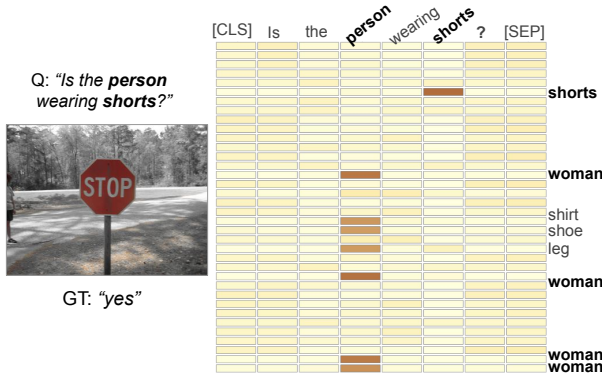 [CLS] Is the person wearing shorts ? [SEP]
Q: "Is the person
wearing shorts?"
STOP
GT: "yes"
shorts
woman
shirt
shoe
leg
woman
woman
woman